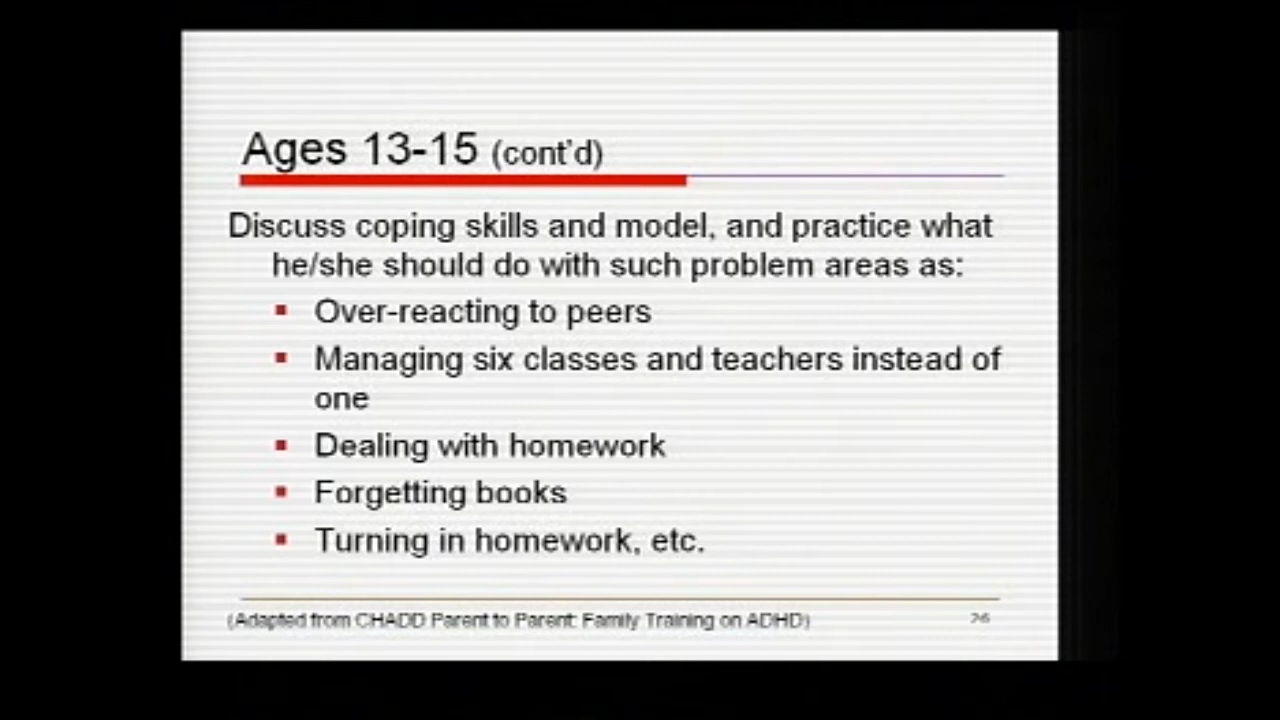 Ages 13-15 (cont'd)
Discuss coping skills and model, and practice what
he/she should do with such problem areas as:
▪ Over-reacting to peers
▪ Managing six classes and teachers instead of
one
▪ Dealing with homework
▪ Forgetting books
▪ Turning in homework, etc.
(Adapted from CHADD Parent to Parent: Family Training on ADHD) 26